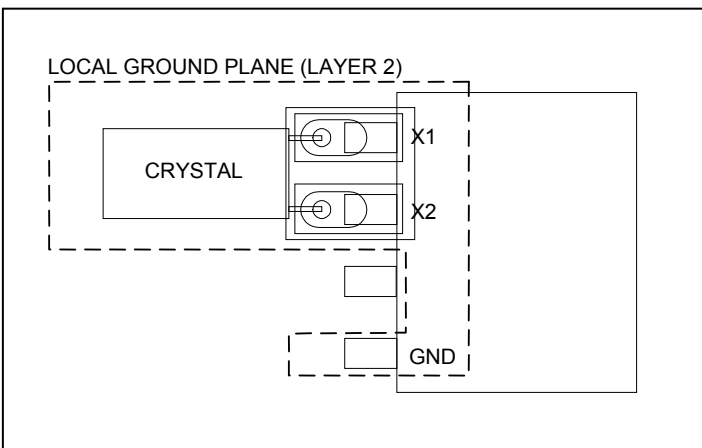 LOCAL GROUND PLANE (LAYER 2)
X1
CRYSTAL
X2
GND